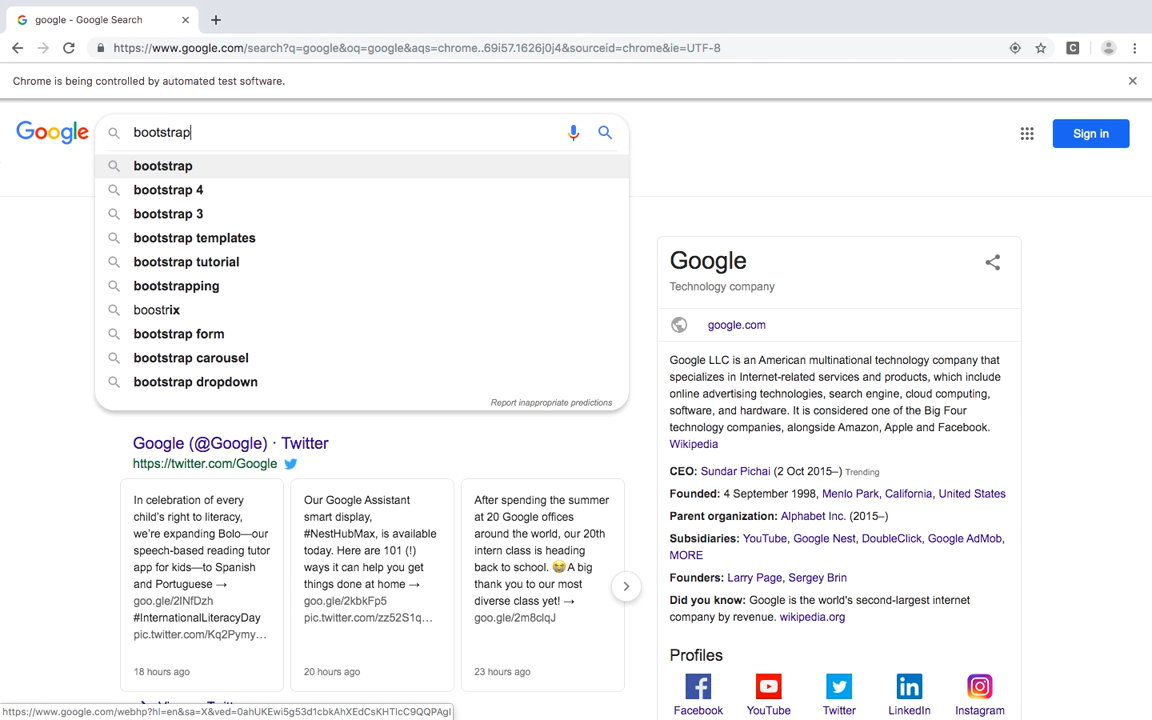 google - Google Search
https://www.google.com/search?q=google&oq=google&aqs=chrome..69i57.1626j0j4&sourceid=chrome&ie=UTF-8
Chrome is being controlled by automated test software.
Google
bootstrap
Sign in
bootstrap
bootstrap 4
bootstrap 3
bootstrap templates
bootstrap tutorial
boostrapping
boostrix
bootstrap form
bootstrap carousel
bootstrap dropdown
Report inappropriate predictions
Google (@Google) · Twitter
https://twitter.com/Google
In celebration of every
child's right to literacy,
we're expanding Bolo—our
speech-based reading tutor
app for kids—to Spanish
and Portuguese →
goo.gle/2INfDzh
#InternationalLiteracyDay
pic.twitter.com/Kq2Pymy…
18 hours ago
Our Google Assistant
smart display,
#NestHubMax, is available
today. Here are 101 (!)
ways it can help you get
things done at home →
goo.gle/2kbkFp5
pic.twitter.com/zz52S1q…
20 hours ago
After spending the summer
at 20 Google offices
around the world, our 20th
intern class is heading
back to school. 😭 A big
thank you to our most
diverse class yet! →
goo.gle/2m8clqJ
23 hours ago
Google
Technology company
google.com
Google LLC is an American multinational technology company that
specializes in Internet-related services and products, which include
online advertising technologies, search engine, cloud computing,
software, and hardware. It is considered one of the Big Four
technology companies, alongside Amazon, Apple and Facebook.
Wikipedia
CEO: Sundar Pichai (2 Oct 2015–) Trending
Founded: 4 September 1998, Menlo Park, California, United States
Parent organization: Alphabet Inc. (2015–)
Subsidiaries: YouTube, Google Nest, DoubleClick, Google AdMob,
MORE
Founders: Larry Page, Sergey Brin
Did you know: Google is the world's second-largest internet
company by revenue. wikipedia.org
Profiles
Facebook
YouTube
Twitter
LinkedIn
Instagram
https://www.google.com/webhp?hl=en&sa=X&ved=0ahUKEwi5g53d1cbkAhXEdCsKHTlcC9QQPAgI